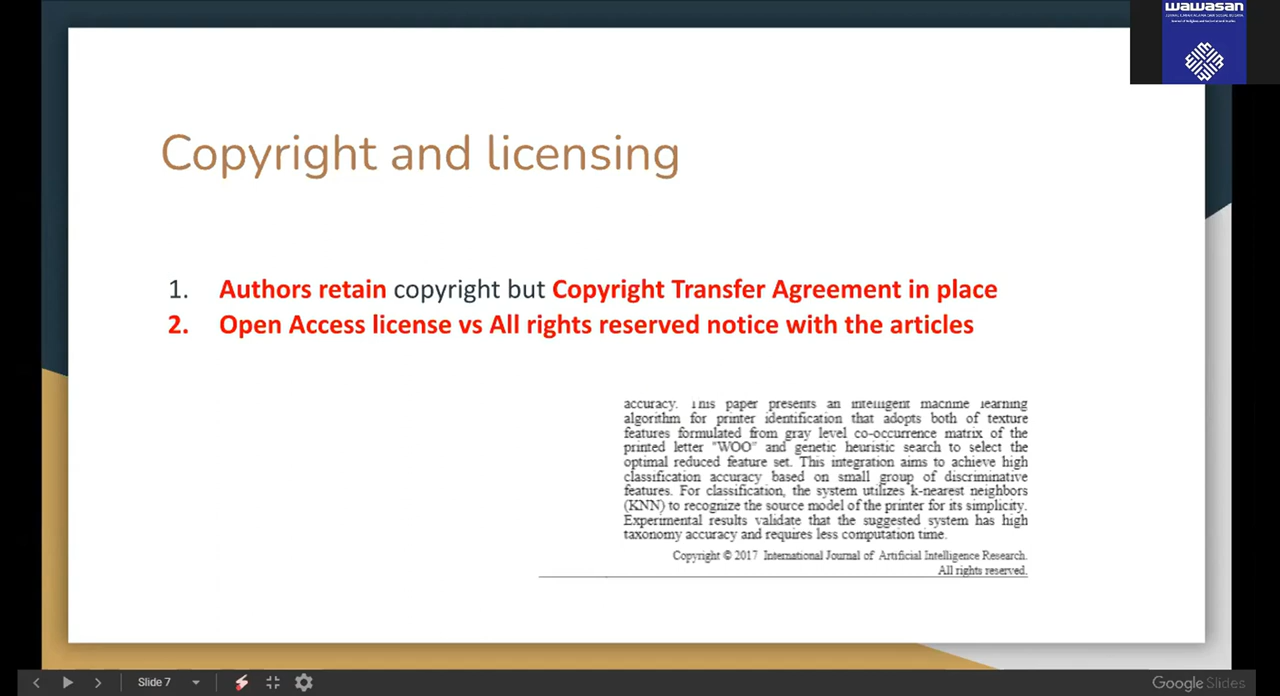 wawasan
Copyright and licensing
1. Authors retain copyright but Copyright Transfer Agreement in place
2. Open Access license vs All rights reserved notice with the articles
accuracy. This paper presents an intelligent machine learning
algorithm for printer identification that adopts both of texture
features formulated from gray level co-occurrence matrix of the
printed letter "WOO" and genetic heuristic search to select the
optimal reduced feature set. This integration aims to achieve high
classification accuracy based on small group of discriminative
features. For classification, the system utilizes k-nearest neighbors
(KNN) to recognize the source model of the printer for its simplicity.
Experimental results validate that the suggested system has high
taxonomy accuracy and requires less computation time.
Copyright © 2017 International Journal of Artificial Intelligence Research.
All rights reserved.
Slide 7
Google Slides